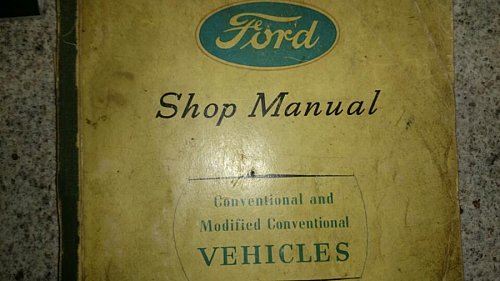 Ford
Shop Manual
Conventional and
Modified Conventional
VEHICLES